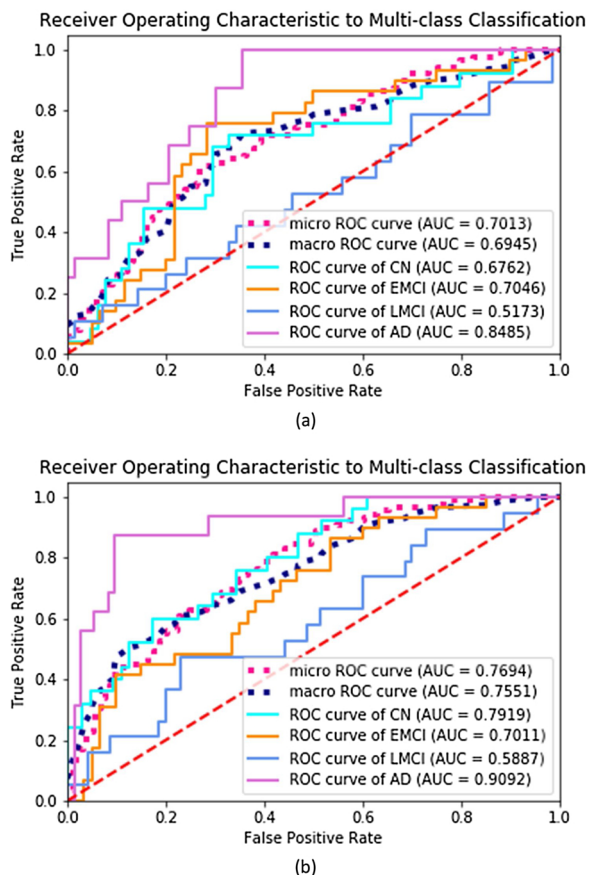 Receiver Operating Characteristic to Multi-class Classification
1.0
0.8
0.6
0.4
0.2
0.0
True Positive Rate
micro ROC curve (AUC = 0.7013)
macro ROC curve (AUC = 0.6945)
ROC curve of CN (AUC = 0.6762)
ROC curve of EMCI (AUC = 0.7046)
ROC curve of LMCI (AUC = 0.5173)
ROC curve of AD (AUC = 0.8485)
0.0 0.2 0.4 0.6 0.8 1.0
False Positive Rate
(a)
Receiver Operating Characteristic to Multi-class Classification
1.0
0.8
0.6
0.4
0.2
0.0
True Positive Rate
micro ROC curve (AUC = 0.7694)
macro ROC curve (AUC = 0.7551)
ROC curve of CN (AUC = 0.7919)
ROC curve of EMCI (AUC = 0.7011)
ROC curve of LMCI (AUC = 0.5887)
ROC curve of AD (AUC = 0.9092)
0.0 0.2 0.4 0.6 0.8 1.0
False Positive Rate
(b)